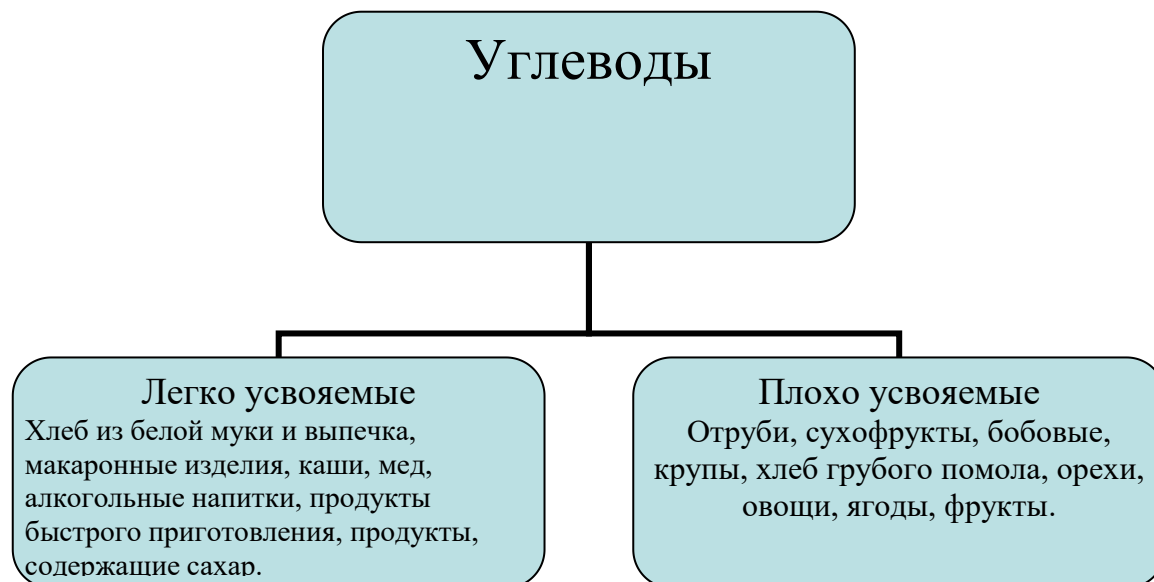 Углеводы
Легко усвояемые
Хлеб из белой муки и выпечка,
макаронные изделия, каши, мед,
алкогольные напитки, продукты
быстрого приготовления, продукты,
содержащие сахар.
Плохо усвояемые
Отруби, сухофрукты, бобовые,
крупы, хлеб грубого помола, орехи,
овощи, ягоды, фрукты.